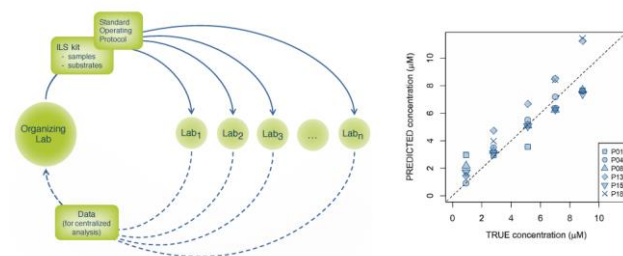 Standard
Operating
Protocol
ILS kit
- samples
- substrates
Organizing
Lab
Lab1
Lab2
Lab3
...
Labn
Data
(for centralized
analysis)
PREDICTED concentration (μM)
10
8
6
4
2
0
0
2
4
6
8
10
TRUE concentration (μM)
P01
P04
P08
P13
P15
P18